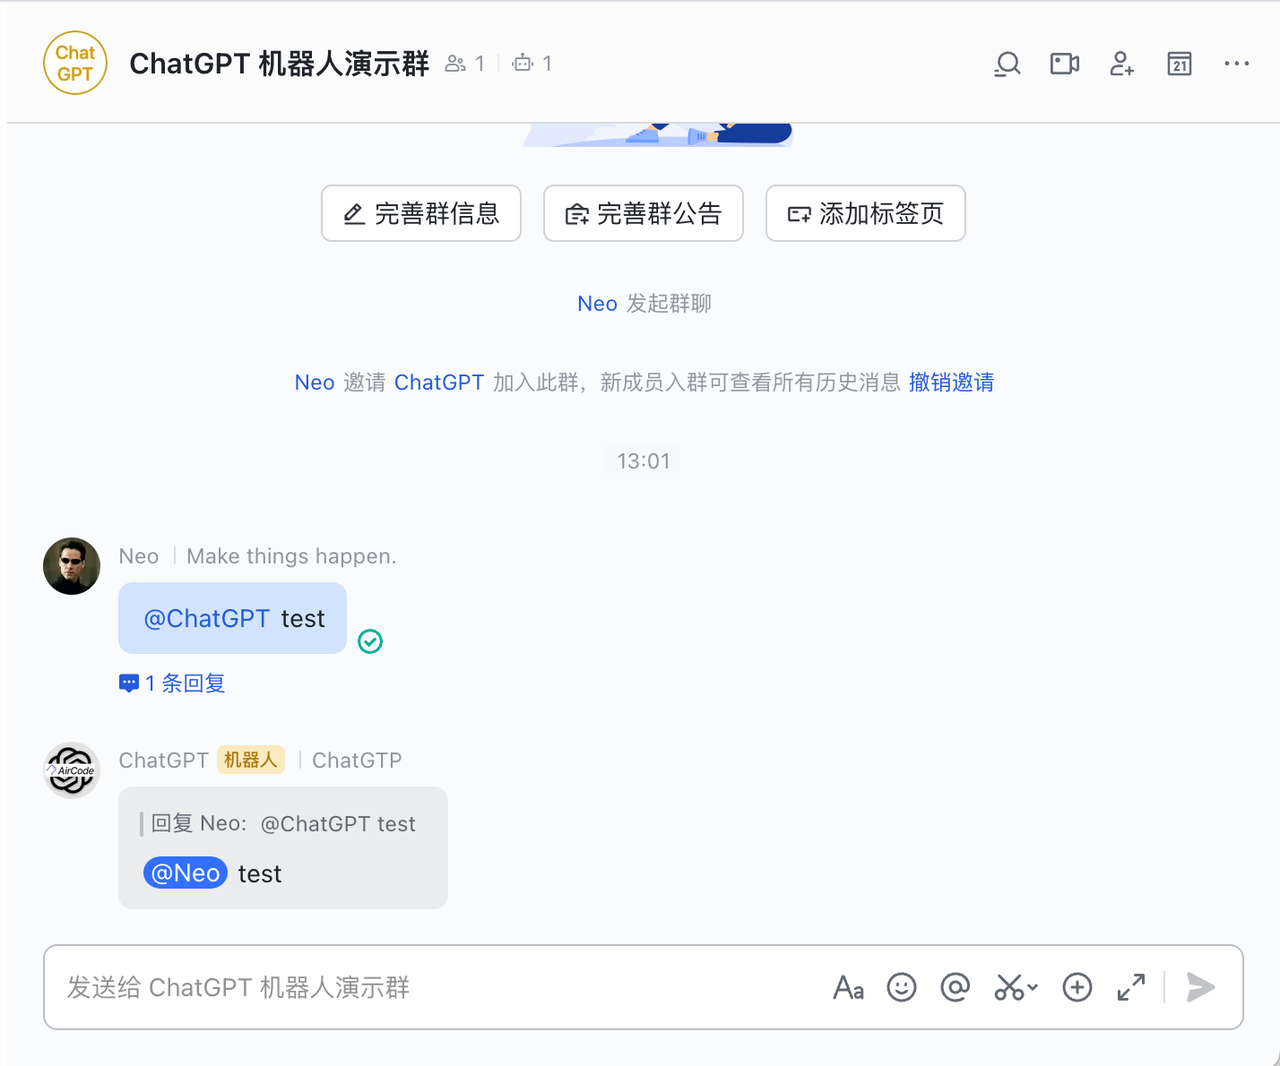 Chat
GPT
ChatGPT 机器人演示群 1 1
21
完善群信息 完善群公告 添加标签页
Neo 发起群聊
Neo 邀请 ChatGPT 加入此群，新成员入群可查看所有历史消息 撤销邀请
13:01
Neo Make things happen.
@ChatGPT test
1 条回复
ChatGPT 机器人 ChatGTP
AirCode
回复 Neo: @ChatGPT test
@Neo test
发送给 ChatGPT 机器人演示群 Aa